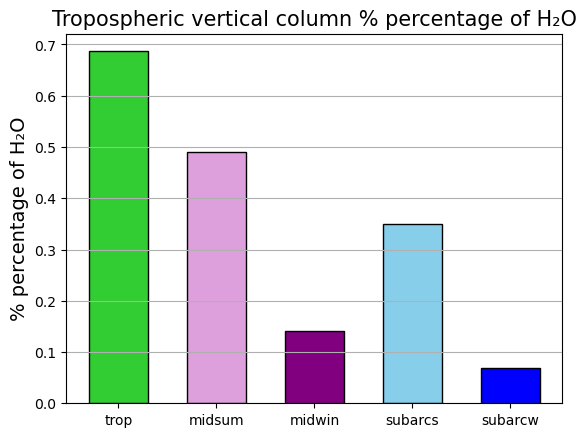 Tropospheric vertical column % percentage of H₂O
% percentage of H₂O
0.7
0.6
0.5
0.4
0.3
0.2
0.1
0.0
trop midsum midwin subarcs subarcw